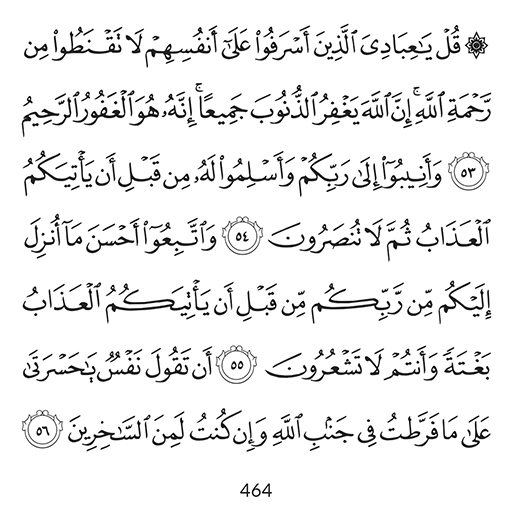 ۞ قُلْ يَٰعِبَادِىَ ٱلَّذِينَ أَسْرَفُوا۟ عَلَىٰٓ أَنفُسِهِمْ لَا تَقْنَطُوا۟ مِن
رَّحْمَةِ ٱللَّهِ ۚ إِنَّ ٱللَّهَ يَغْفِرُ ٱلذُّنُوبَ جَمِيعًا ۚ إِنَّهُۥ هُوَ ٱلْغَفُورُ ٱلرَّحِيمُ
٥٣ وَأَنِيبُوٓا۟ إِلَىٰ رَبِّكُمْ وَأَسْلِمُوا۟ لَهُۥ مِن قَبْلِ أَن يَأْتِيَكُمُ
ٱلْعَذَابُ ثُمَّ لَا تُنصَرُونَ ٥٤ وَٱتَّبِعُوٓا۟ أَحْسَنَ مَآ أُنزِلَ
إِلَيْكُم مِّن رَّبِّكُم مِّن قَبْلِ أَن يَأْتِيَكُمُ ٱلْعَذَابُ
بَغْتَةً وَأَنتُمْ لَا تَشْعُرُونَ ٥٥ أَن تَقُولَ نَفْسٌ يَٰحَسْرَتَىٰ
عَلَىٰ مَا فَرَّطتُ فِى جَنۢبِ ٱللَّهِ وَإِن كُنتُ لَمِنَ ٱلسَّٰخِرِينَ ٥٦
464